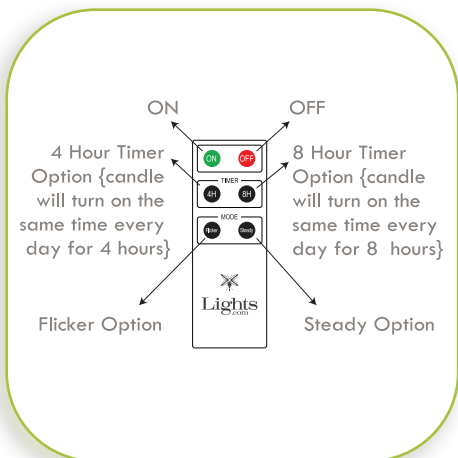 ON
OFF
4 Hour Timer
Option {candle
will turn on the
same time every
day for 4 hours}
8 Hour Timer
Option {candle
will turn on the
same time every
day for 8 hours}
ON OFF
TIMER
4H 8H
MODE
Flicker Steady
Lights
.com
Flicker Option
Steady Option